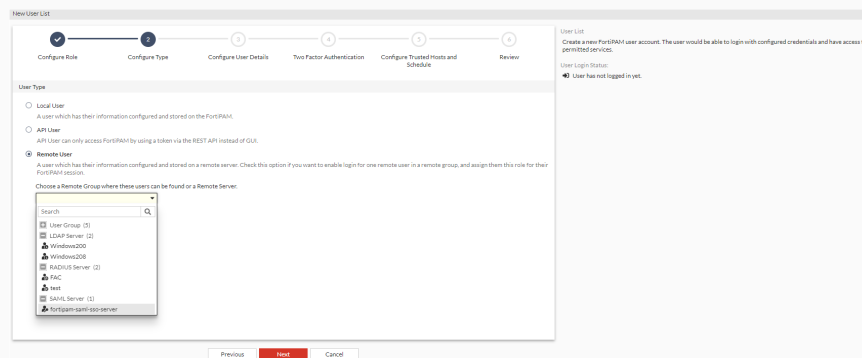 New User List
2
3
4
5
6
Configure Role
Configure Type
Configure User Details
Two Factor Authentication
Configure Trusted Hosts and
Schedule
Review
User Type
Local User
A user which has their information configured and stored on the FortiPAM.
API User
API User can only access FortiPAM by using a token via the REST API instead of GUI.
Remote User
A user which has their information configured and stored on a remote server. Check this option if you want to enable login for one remote user in a remote group, and assign them this role for their
FortiPAM session.
Choose a Remote Group where these users can be found or a Remote Server.
Search
User Group (5)
LDAP Server (2)
Windows200
Windows208
RADIUS Server (2)
FAC
test
SAML Server (1)
fortipam-saml-sso-server
Previous
Next
Cancel
User List
Create a new FortiPAM user account. The user would be able to login with configured credentials and have access t
permitted services.
User Login Status:
User has not logged in yet.